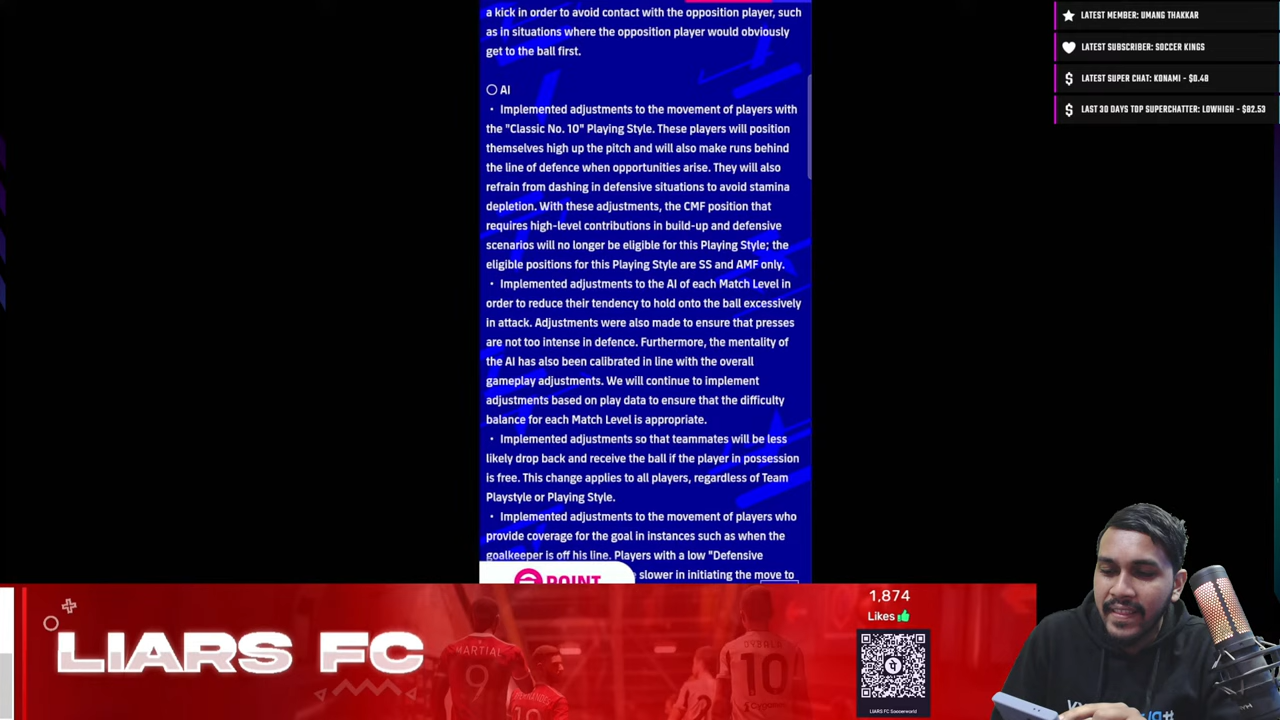 a kick in order to avoid contact with the opposition player, such
as in situations where the opposition player would obviously
get to the ball first.
○ AI
・ Implemented adjustments to the movement of players with
the "Classic No. 10" Playing Style. These players will position
themselves high up the pitch and will also make runs behind
the line of defence when opportunities arise. They will also
refrain from dashing in defensive situations to avoid stamina
depletion. With these adjustments, the CMF position that
requires high-level contributions in build-up and defensive
scenarios will no longer be eligible for this Playing Style; the
eligible positions for this Playing Style are SS and AMF only.
・ Implemented adjustments to the AI of each Match Level in
order to reduce their tendency to hold onto the ball excessively
in attack. Adjustments were also made to ensure that presses
are not too intense in defence. Furthermore, the mentality of
the AI has also been calibrated in line with the overall
gameplay adjustments. We will continue to implement
adjustments based on play data to ensure that the difficulty
balance for each Match Level is appropriate.
・ Implemented adjustments so that teammates will be less
likely drop back and receive the ball if the player in possession
is free. This change applies to all players, regardless of Team
Playstyle or Playing Style.
・ Implemented adjustments to the movement of players who
provide coverage for the goal in instances such as when the
goalkeeper is off his line. Players with a low "Defensive
slower in initiating the move to
POINT
LATEST MEMBER: UMANG THAKKAR
LATEST SUBSCRIBER: SOCCER KINGS
LATEST SUPER CHAT: KONAMI - $0.48
LAST 30 DAYS TOP SUPERCHATTER: LOWHIGH - $82.53
LIARS FC
MARTIAL
9
10
1,874
Likes
LIARS FC Soccerworld